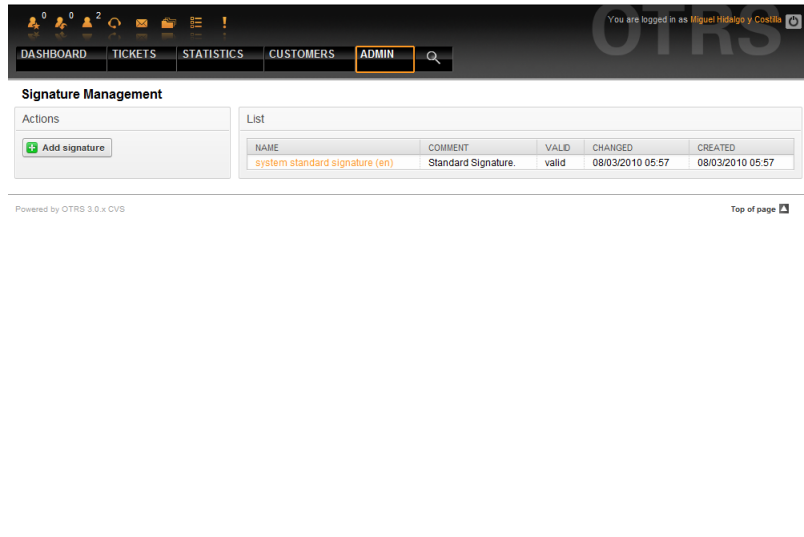 0 0 2 !
You are logged in as Miguel Hidalgo y Costilla
OTRS
DASHBOARD TICKETS STATISTICS CUSTOMERS ADMIN
Signature Management
Actions
Add signature
List
NAME COMMENT VALID CHANGED CREATED
system standard signature (en) Standard Signature. valid 08/03/2010 05:57 08/03/2010 05:57
Powered by OTRS 3.0.x CVS
Top of page